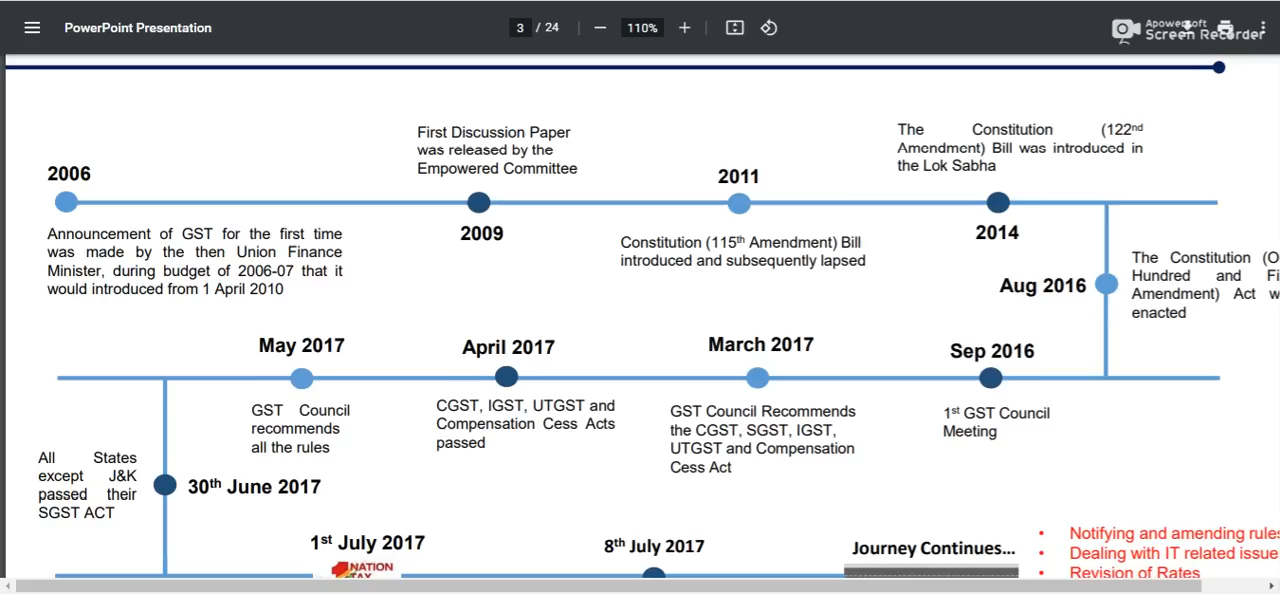 PowerPoint Presentation
3 / 24
110%
Apowersoft
Screen Recorder
2006
Announcement of GST for the first time
was made by the then Union Finance
Minister, during budget of 2006-07 that it
would introduced from 1 April 2010
First Discussion Paper
was released by the
Empowered Committee
2009
2011
Constitution (115th Amendment) Bill
introduced and subsequently lapsed
The Constitution (122nd
Amendment) Bill was introduced in
the Lok Sabha
2014
Aug 2016
The Constitution (O
Hundred and Fi
Amendment) Act w
enacted
Sep 2016
1st GST Council
Meeting
March 2017
GST Council Recommends
the CGST, SGST, IGST,
UTGST and Compensation
Cess Act
April 2017
CGST, IGST, UTGST and
Compensation Cess Acts
passed
May 2017
GST Council
recommends
all the rules
All States
except J&K
passed their
SGST ACT
30th June 2017
1st July 2017
NATION
TAX
8th July 2017
Journey Continues...
• Notifying and amending rules
• Dealing with IT related issue
• Revision of Rates